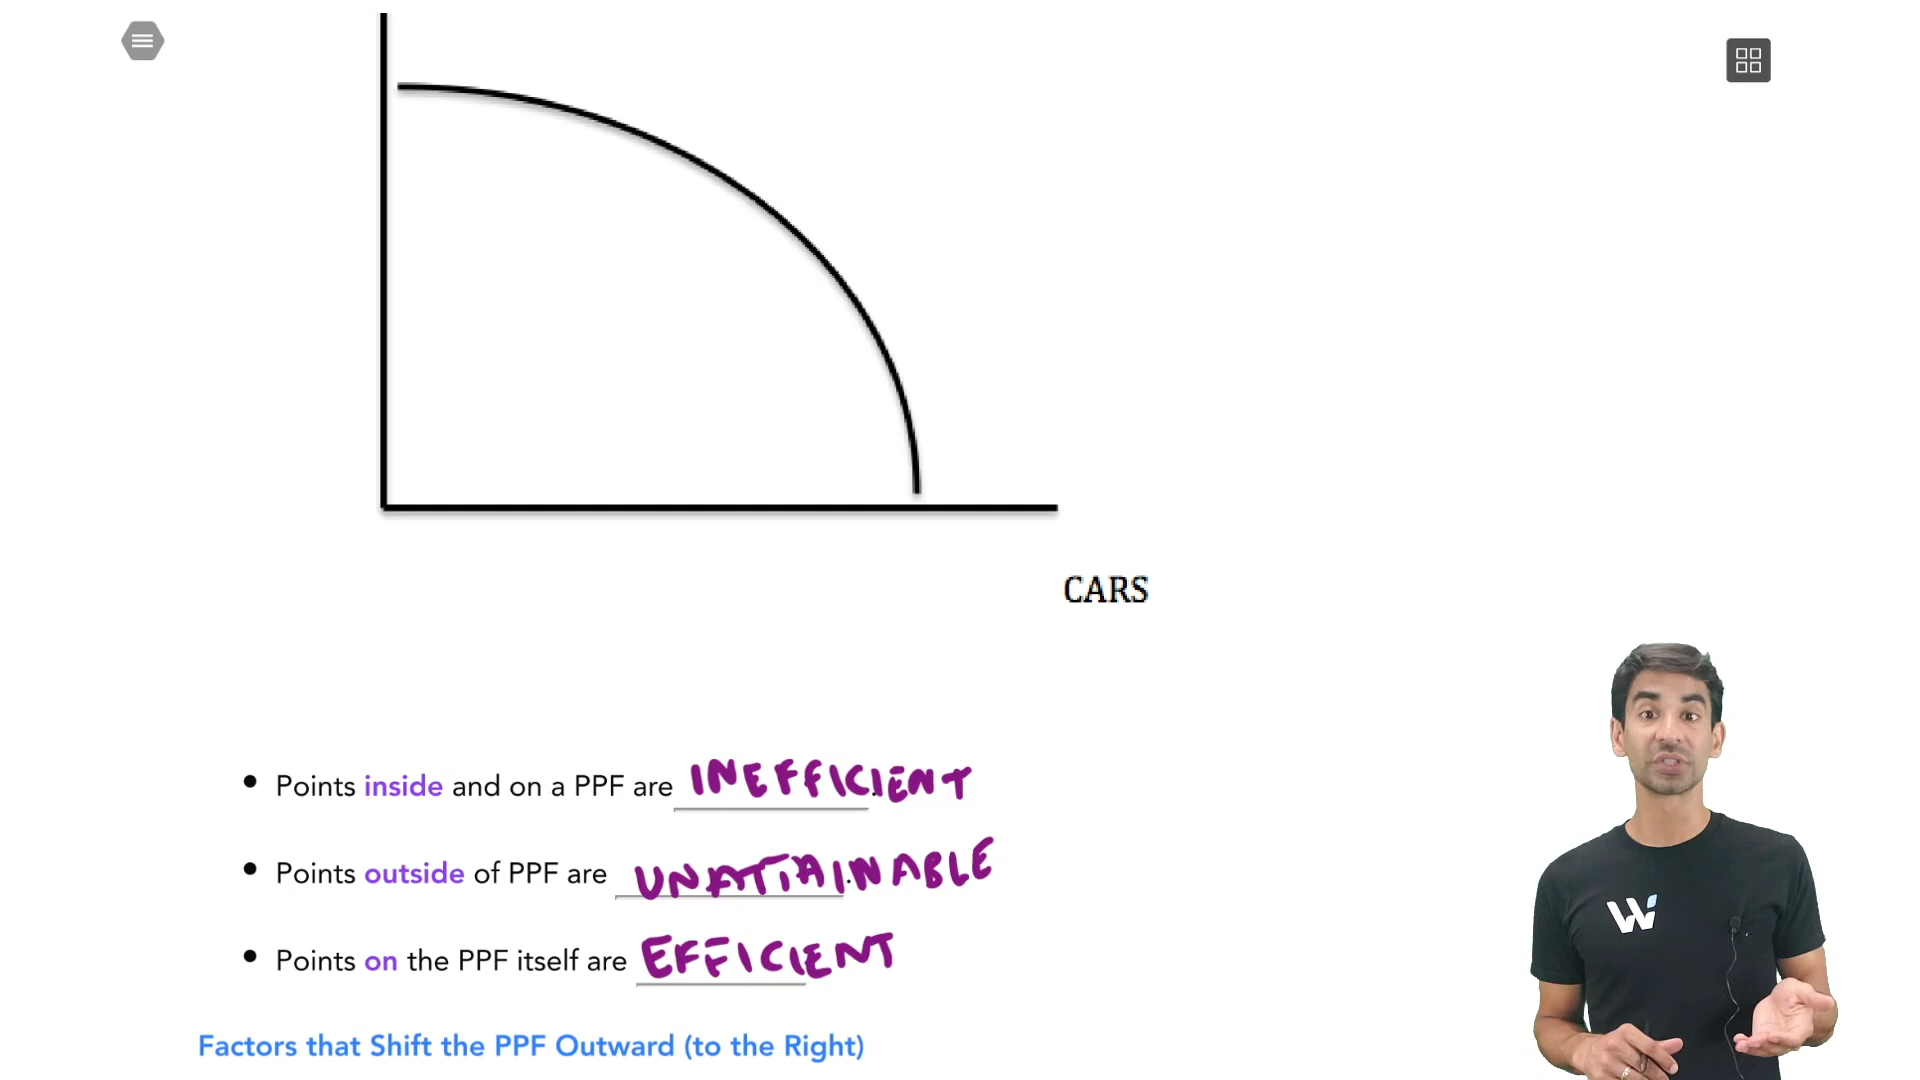 CARS
• Points inside and on a PPF are INEFFICIENT.
• Points outside of PPF are UNATTAINABLE.
• Points on the PPF itself are EFFICIENT
Factors that Shift the PPF Outward (to the Right)
W